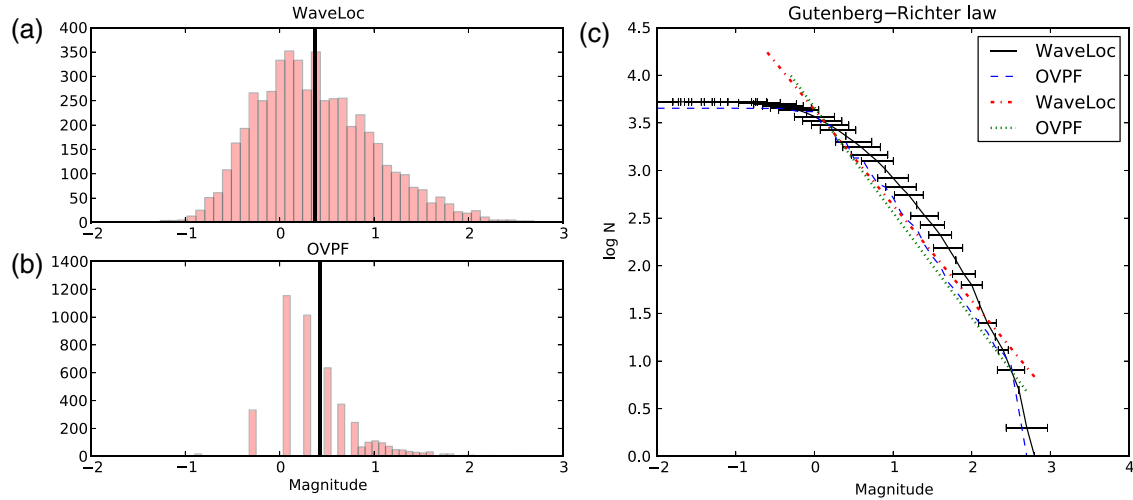 (a)
WaveLoc
400
350
300
250
200
150
100
50
0
−2 −1 0 1 2 3
(b)
OVPF
1400
1200
1000
800
600
400
200
0
−2 −1 0 1 2 3
Magnitude
(c)
Gutenberg−Richter law
4.5
4.0
3.5
3.0
2.5
2.0
1.5
1.0
0.5
0.0
log N
−2 −1 0 1 2 3 4
Magnitude
WaveLoc
OVPF
WaveLoc
OVPF